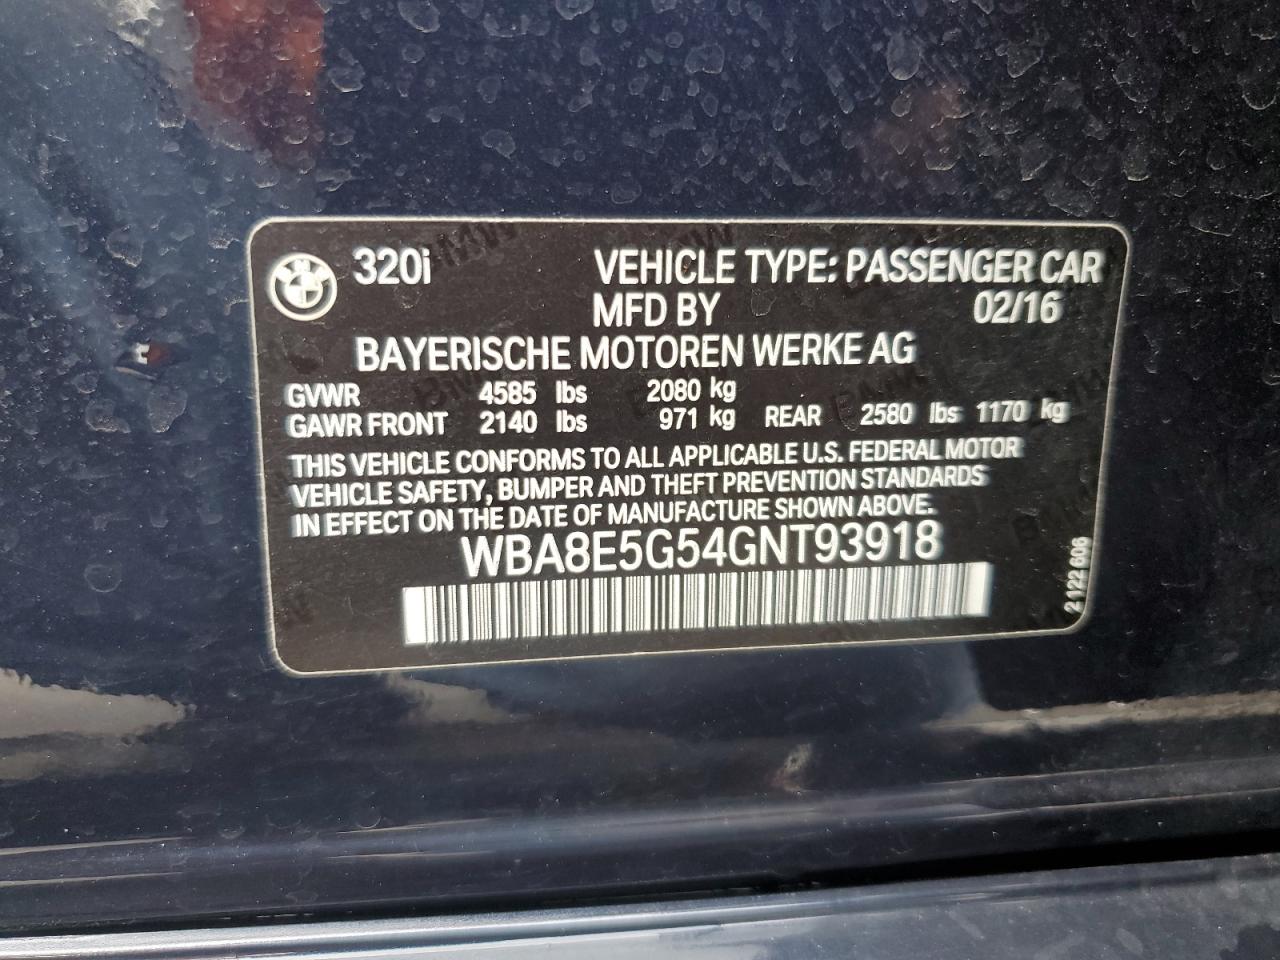 320i VEHICLE TYPE: PASSENGER CAR
MFD BY 02/16
BAYERISCHE MOTOREN WERKE AG
GVWR 4585 lbs 2080 kg
GAWR FRONT 2140 lbs 971 kg REAR 2580 lbs 1170 kg
THIS VEHICLE CONFORMS TO ALL APPLICABLE U.S. FEDERAL MOTOR
VEHICLE SAFETY, BUMPER AND THEFT PREVENTION STANDARDS
IN EFFECT ON THE DATE OF MANUFACTURE SHOWN ABOVE.
WBA8E5G54GNT93918
2 122 606